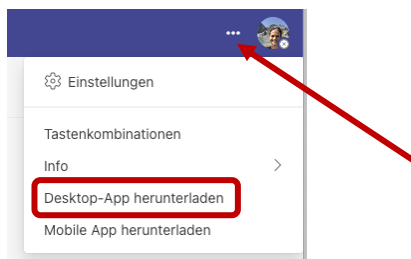 Einstellungen
Tastenkombinationen
Info
Desktop-App herunterladen
Mobile App herunterladen